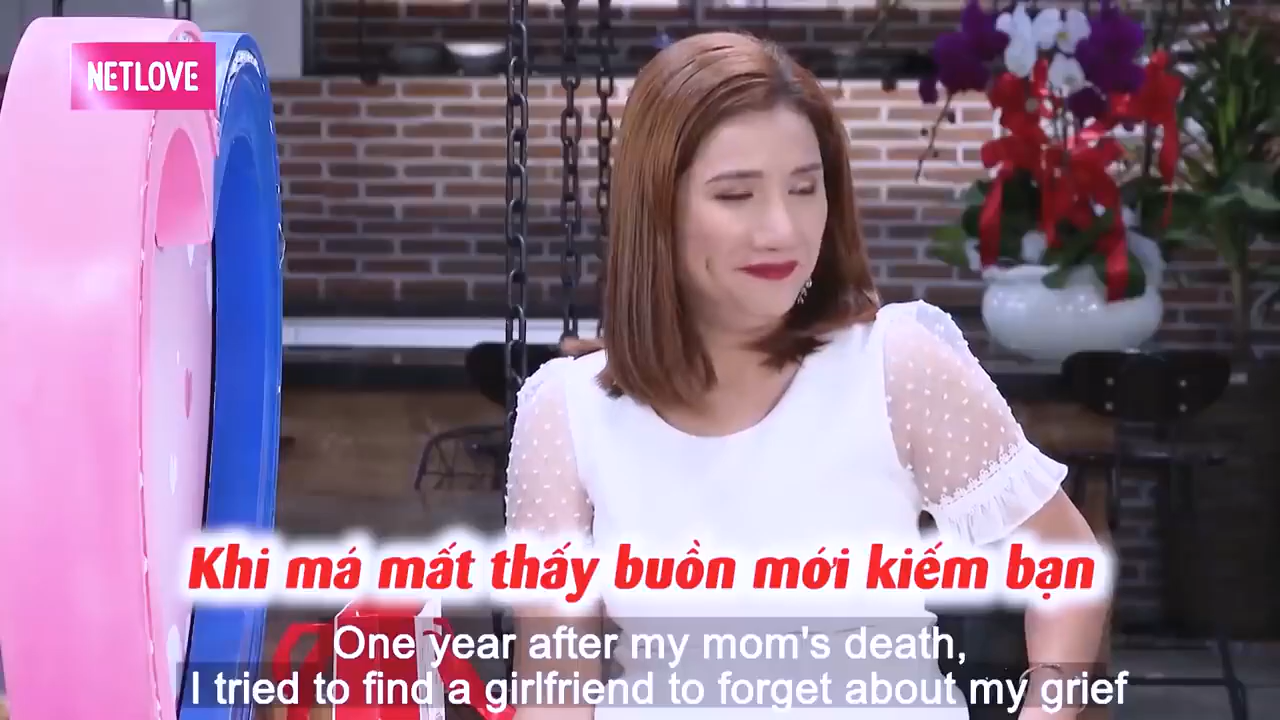 NETLOVE
Khi má mất thấy buồn mới kiếm bạn
One year after my mom's death,
I tried to find a girlfriend to forget about my grief